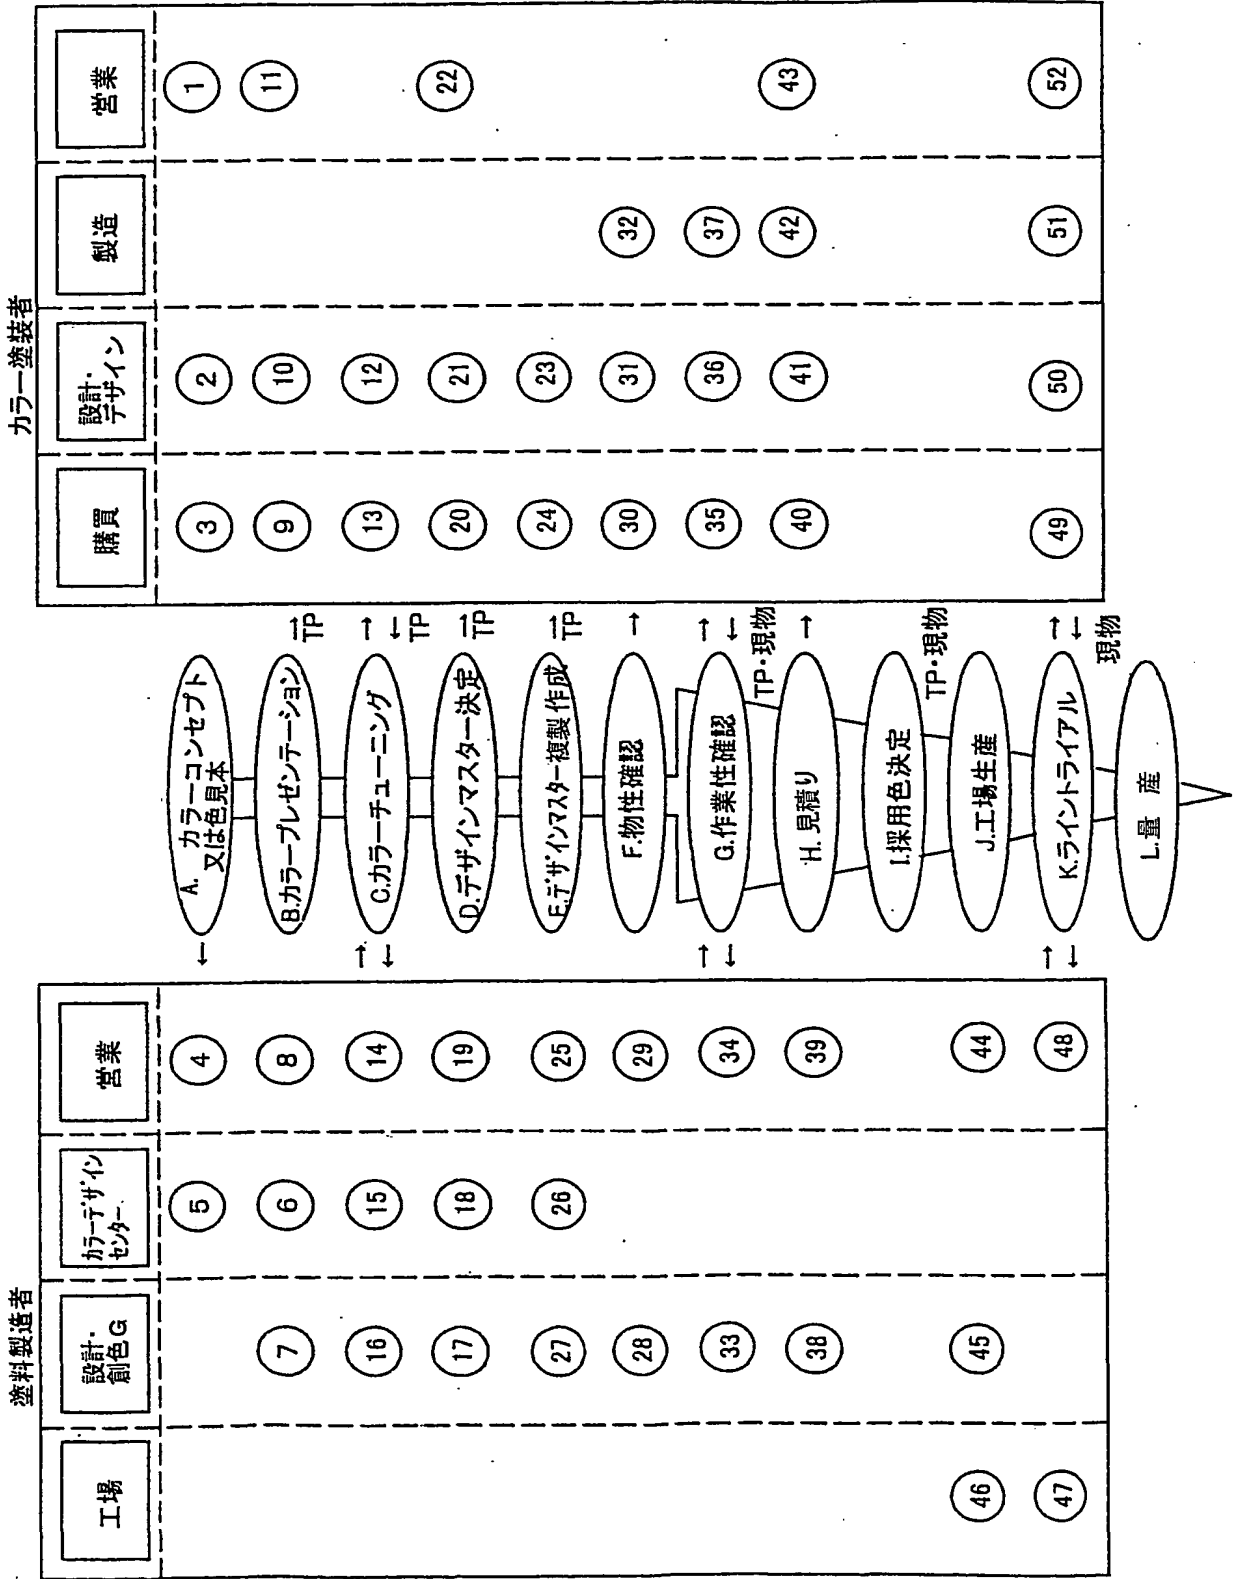 塗料製造者
工場
設計・
創色G
カラーデザイン
センター
営業
カラー塗装者
購買
設計・
デザイン
製造
営業
5
4
←
A. カラーコンセプト
又は色見本
3
2
1
7
6
8
B.カラープレゼンテーション
→
TP
9
10
11
16
15
14
→
←
C.カラーチューニング
→
←
TP
13
12
17
18
19
D.デザインマスター決定
→
TP
20
21
22
27
26
25
E.デザインマスター複製作成
→
TP
24
23
28
29
F.物性確認
→
30
31
32
33
34
→
←
G.作業性確認
→
←
TP・現物
35
36
37
38
39
H.見積り
→
40
41
42
43
I.採用色決定
TP・現物
46
45
44
J.工場生産
47
48
→
←
K.ライントライアル
→
←
現物
49
50
51
52
L.量 産